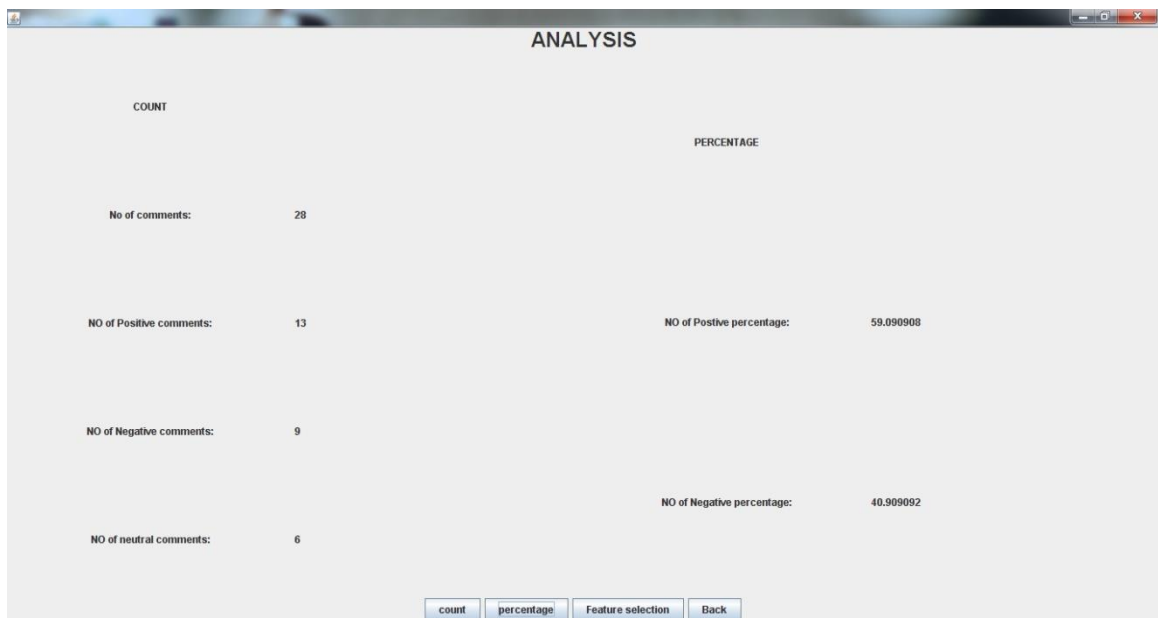 ANALYSIS
COUNT
PERCENTAGE
No of comments: 28
NO of Positive comments: 13
NO of Postive percentage: 59.090908
NO of Negative comments: 9
NO of Negative percentage: 40.909092
NO of neutral comments: 6
count percentage Feature selection Back